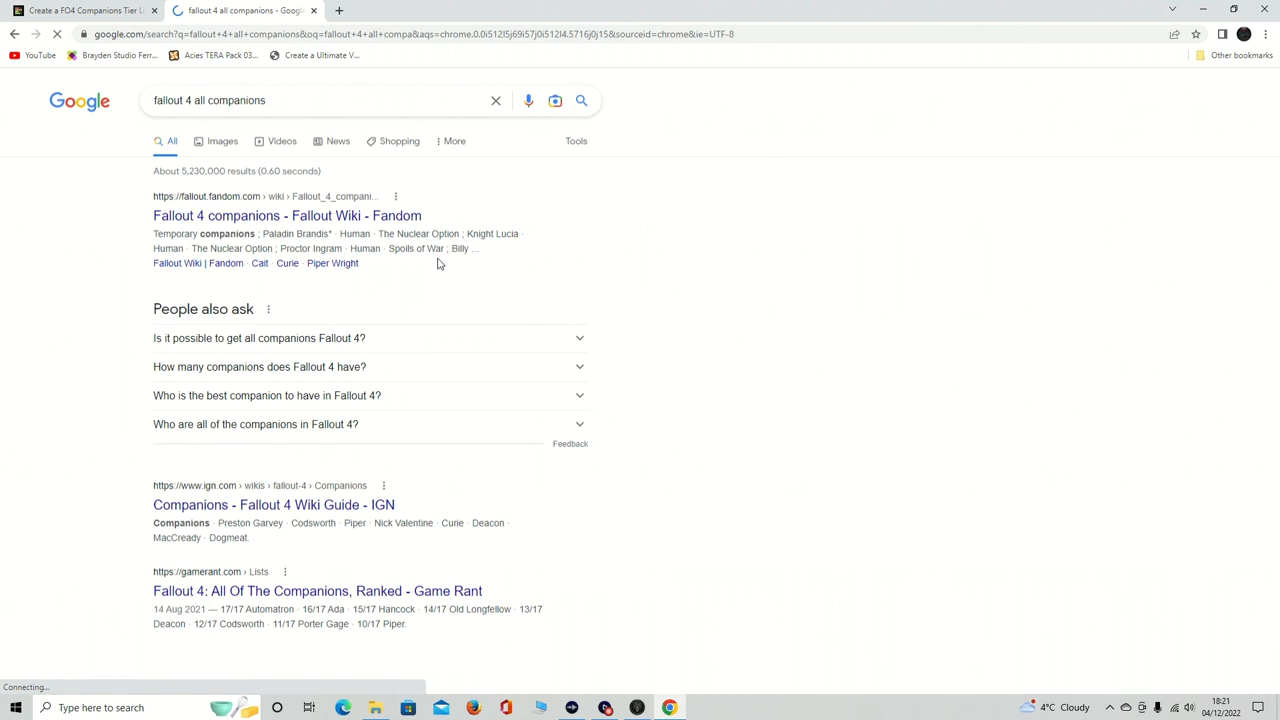 Create a FO4 Companions Tier Li
fallout 4 all companions - Google
google.com/search?q=fallout+4+all+companions&oq=fallout+4+all+compa&aqs=chrome.0.0i512l5j69i57j0i512l4.5716j0j15&sourceid=chrome&ie=UTF-8
YouTube
Brayden Studio Ferr...
Acies TERA Pack 03...
Create a Ultimate V...
Other bookmarks
Google
fallout 4 all companions
All
Images
Videos
News
Shopping
More
Tools
About 5,230,000 results (0.60 seconds)
https://fallout.fandom.com › wiki › Fallout_4_compani...
Fallout 4 companions - Fallout Wiki - Fandom
Temporary companions ; Paladin Brandis* · Human · The Nuclear Option ; Knight Lucia ·
Human · The Nuclear Option ; Proctor Ingram · Human · Spoils of War ; Billy ...
Fallout Wiki | Fandom · Cait · Curie · Piper Wright
People also ask
Is it possible to get all companions Fallout 4?
How many companions does Fallout 4 have?
Who is the best companion to have in Fallout 4?
Who are all of the companions in Fallout 4?
Feedback
https://www.ign.com › wikis › fallout-4 › Companions
Companions - Fallout 4 Wiki Guide - IGN
Companions · Preston Garvey · Codsworth · Piper · Nick Valentine · Curie · Deacon ·
MacCready · Dogmeat.
https://gamerant.com › Lists
Fallout 4: All Of The Companions, Ranked - Game Rant
14 Aug 2021 — 17/17 Automatron · 16/17 Ada · 15/17 Hancock · 14/17 Old Longfellow · 13/17
Deacon · 12/17 Codsworth · 11/17 Porter Gage · 10/17 Piper.
Connecting...
Type here to search
4°C Cloudy
18:21
04/12/2022